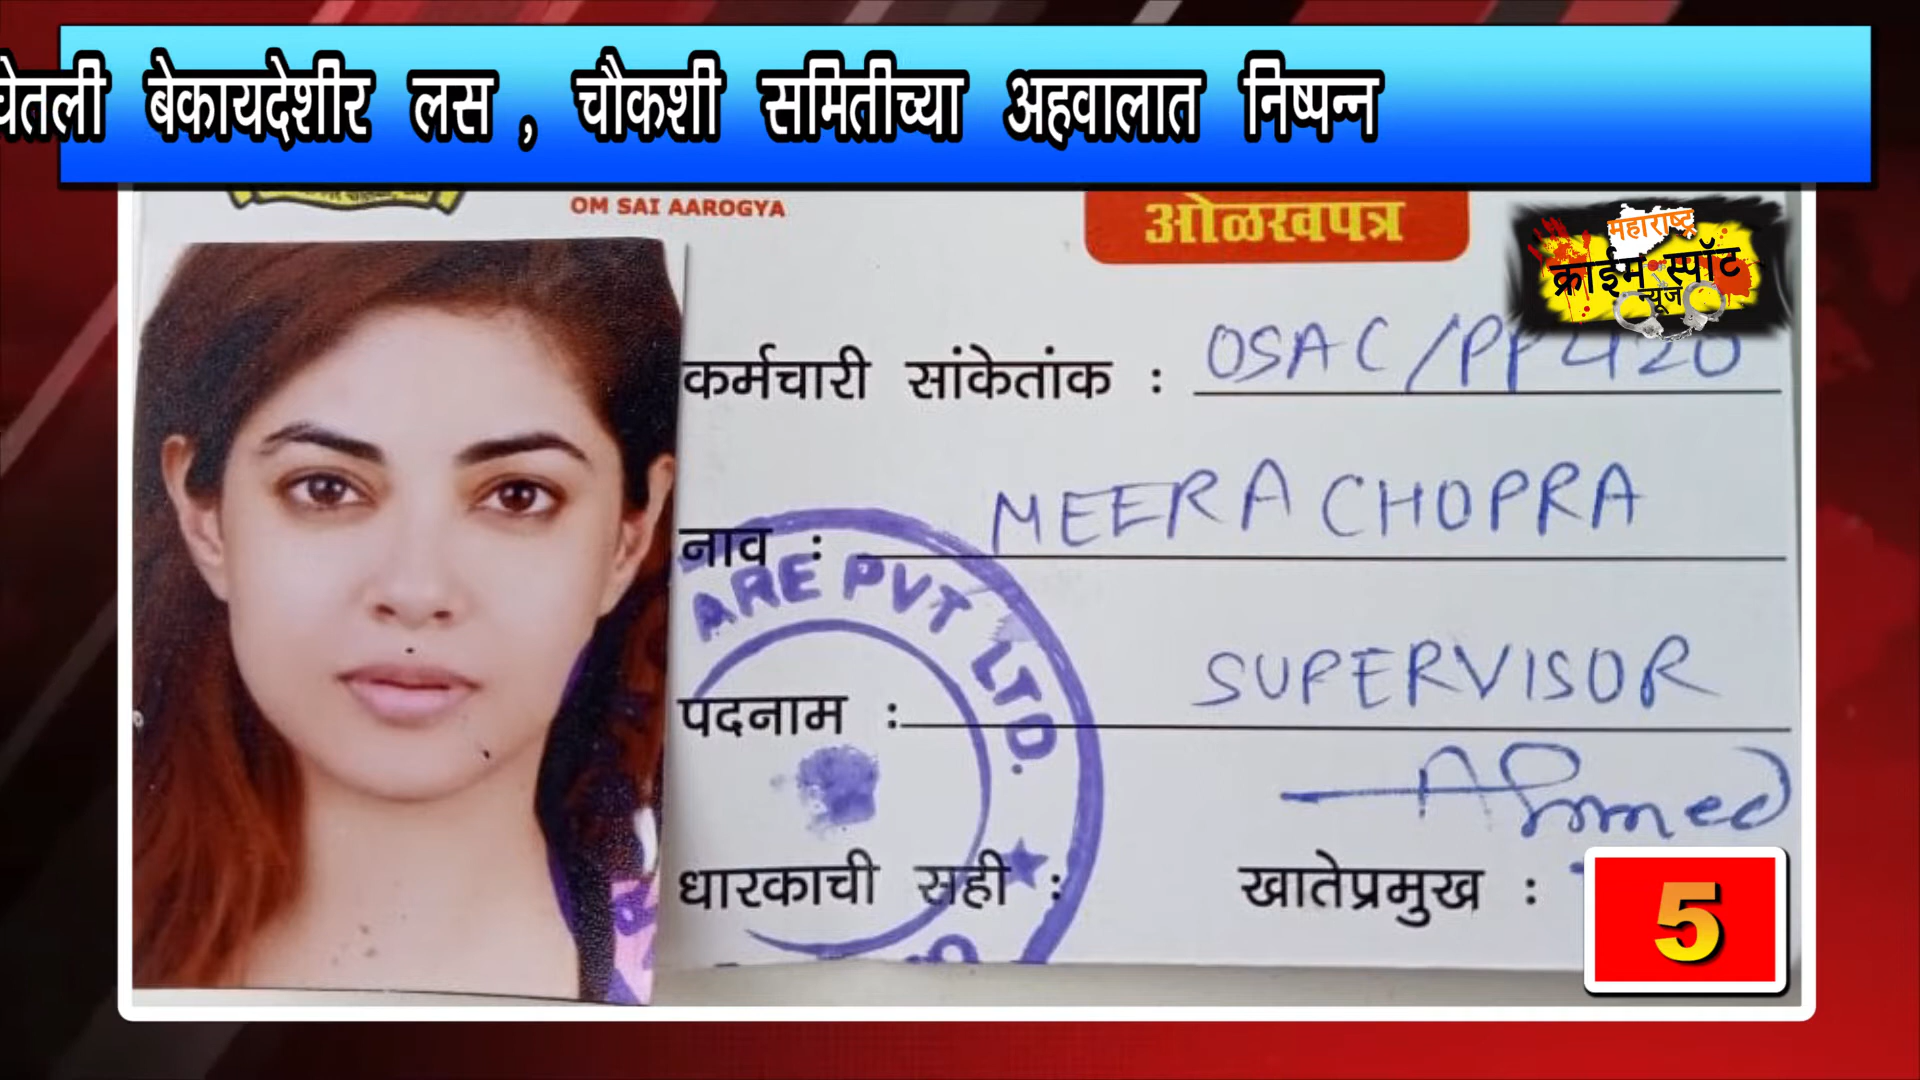 घेतली बेकायदेशीर लस , चौकशी समितीच्या अहवालात निष्पन्न
OM SAI AAROGYA
ओळखपत्र
महाराष्ट्र
क्राईम स्पॉट
न्यूज
कर्मचारी सांकेतांक : OSAC/PP420
नाव : MEERA CHOPRA
ARE PVT LTD.
पदनाम : SUPERVISOR
Ahmed
धारकाची सही : खातेप्रमुख :
5